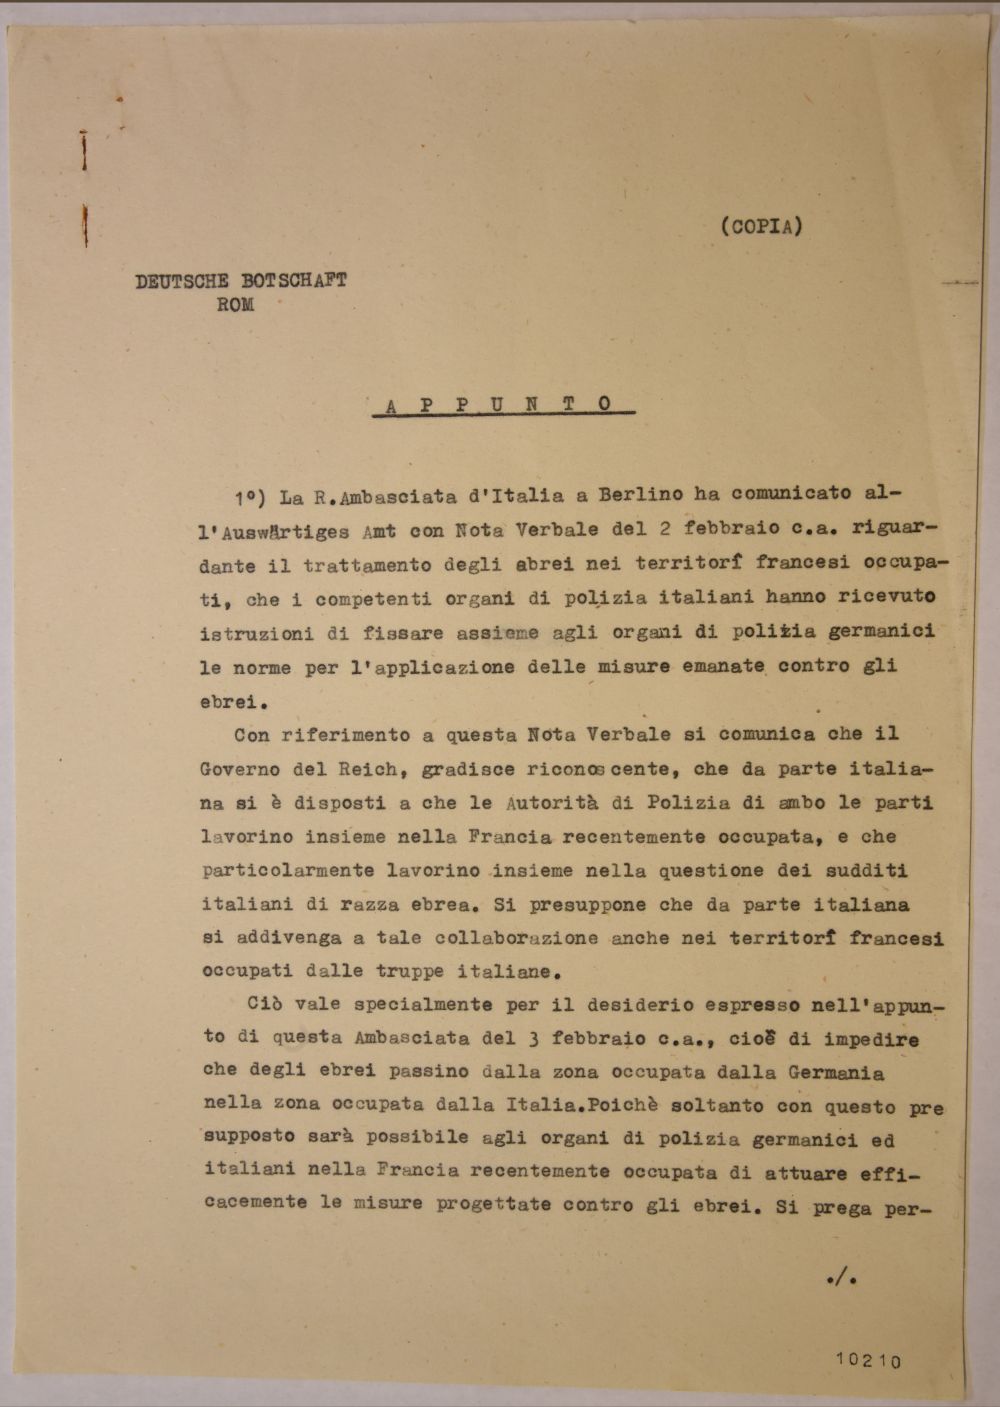 (COPIA)
DEUTSCHE BOTSCHAFT
ROM
A P P U N T O
1º) La R.Ambasciata d'Italia a Berlino ha comunicato al-
l'Auswärtiges Amt con Nota Verbale del 2 febbraio c.a. riguar-
dante il trattamento degli abrei nei territorî francesi occupa-
ti, che i competenti organi di polizia italiani hanno ricevuto
istruzioni di fissare assieme agli organi di polizia germanici
le norme per l'applicazione delle misure emanate contro gli
ebrei.
Con riferimento a questa Nota Verbale si comunica che il
Governo del Reich, gradisce riconoscente, che da parte italia-
na si è disposti a che le Autorità di Polizia di ambo le parti
lavorino insieme nella Francia recentemente occupata, e che
particolarmente lavorino insieme nella questione dei sudditi
italiani di razza ebrea. Si presuppone che da parte italiana
si addivenga a tale collaborazione anche nei territorî francesi
occupati dalle truppe italiane.
Ciò vale specialmente per il desiderio espresso nell'appun-
to di questa Ambasciata del 3 febbraio c.a., cioè di impedire
che degli ebrei passino dalla zona occupata dalla Germania
nella zona occupata dalla Italia.Poichè soltanto con questo pre
supposto sarà possibile agli organi di polizia germanici ed
italiani nella Francia recentemente occupata di attuare effi-
cacemente le misure progettate contro gli ebrei. Si prega per-
./.
10210